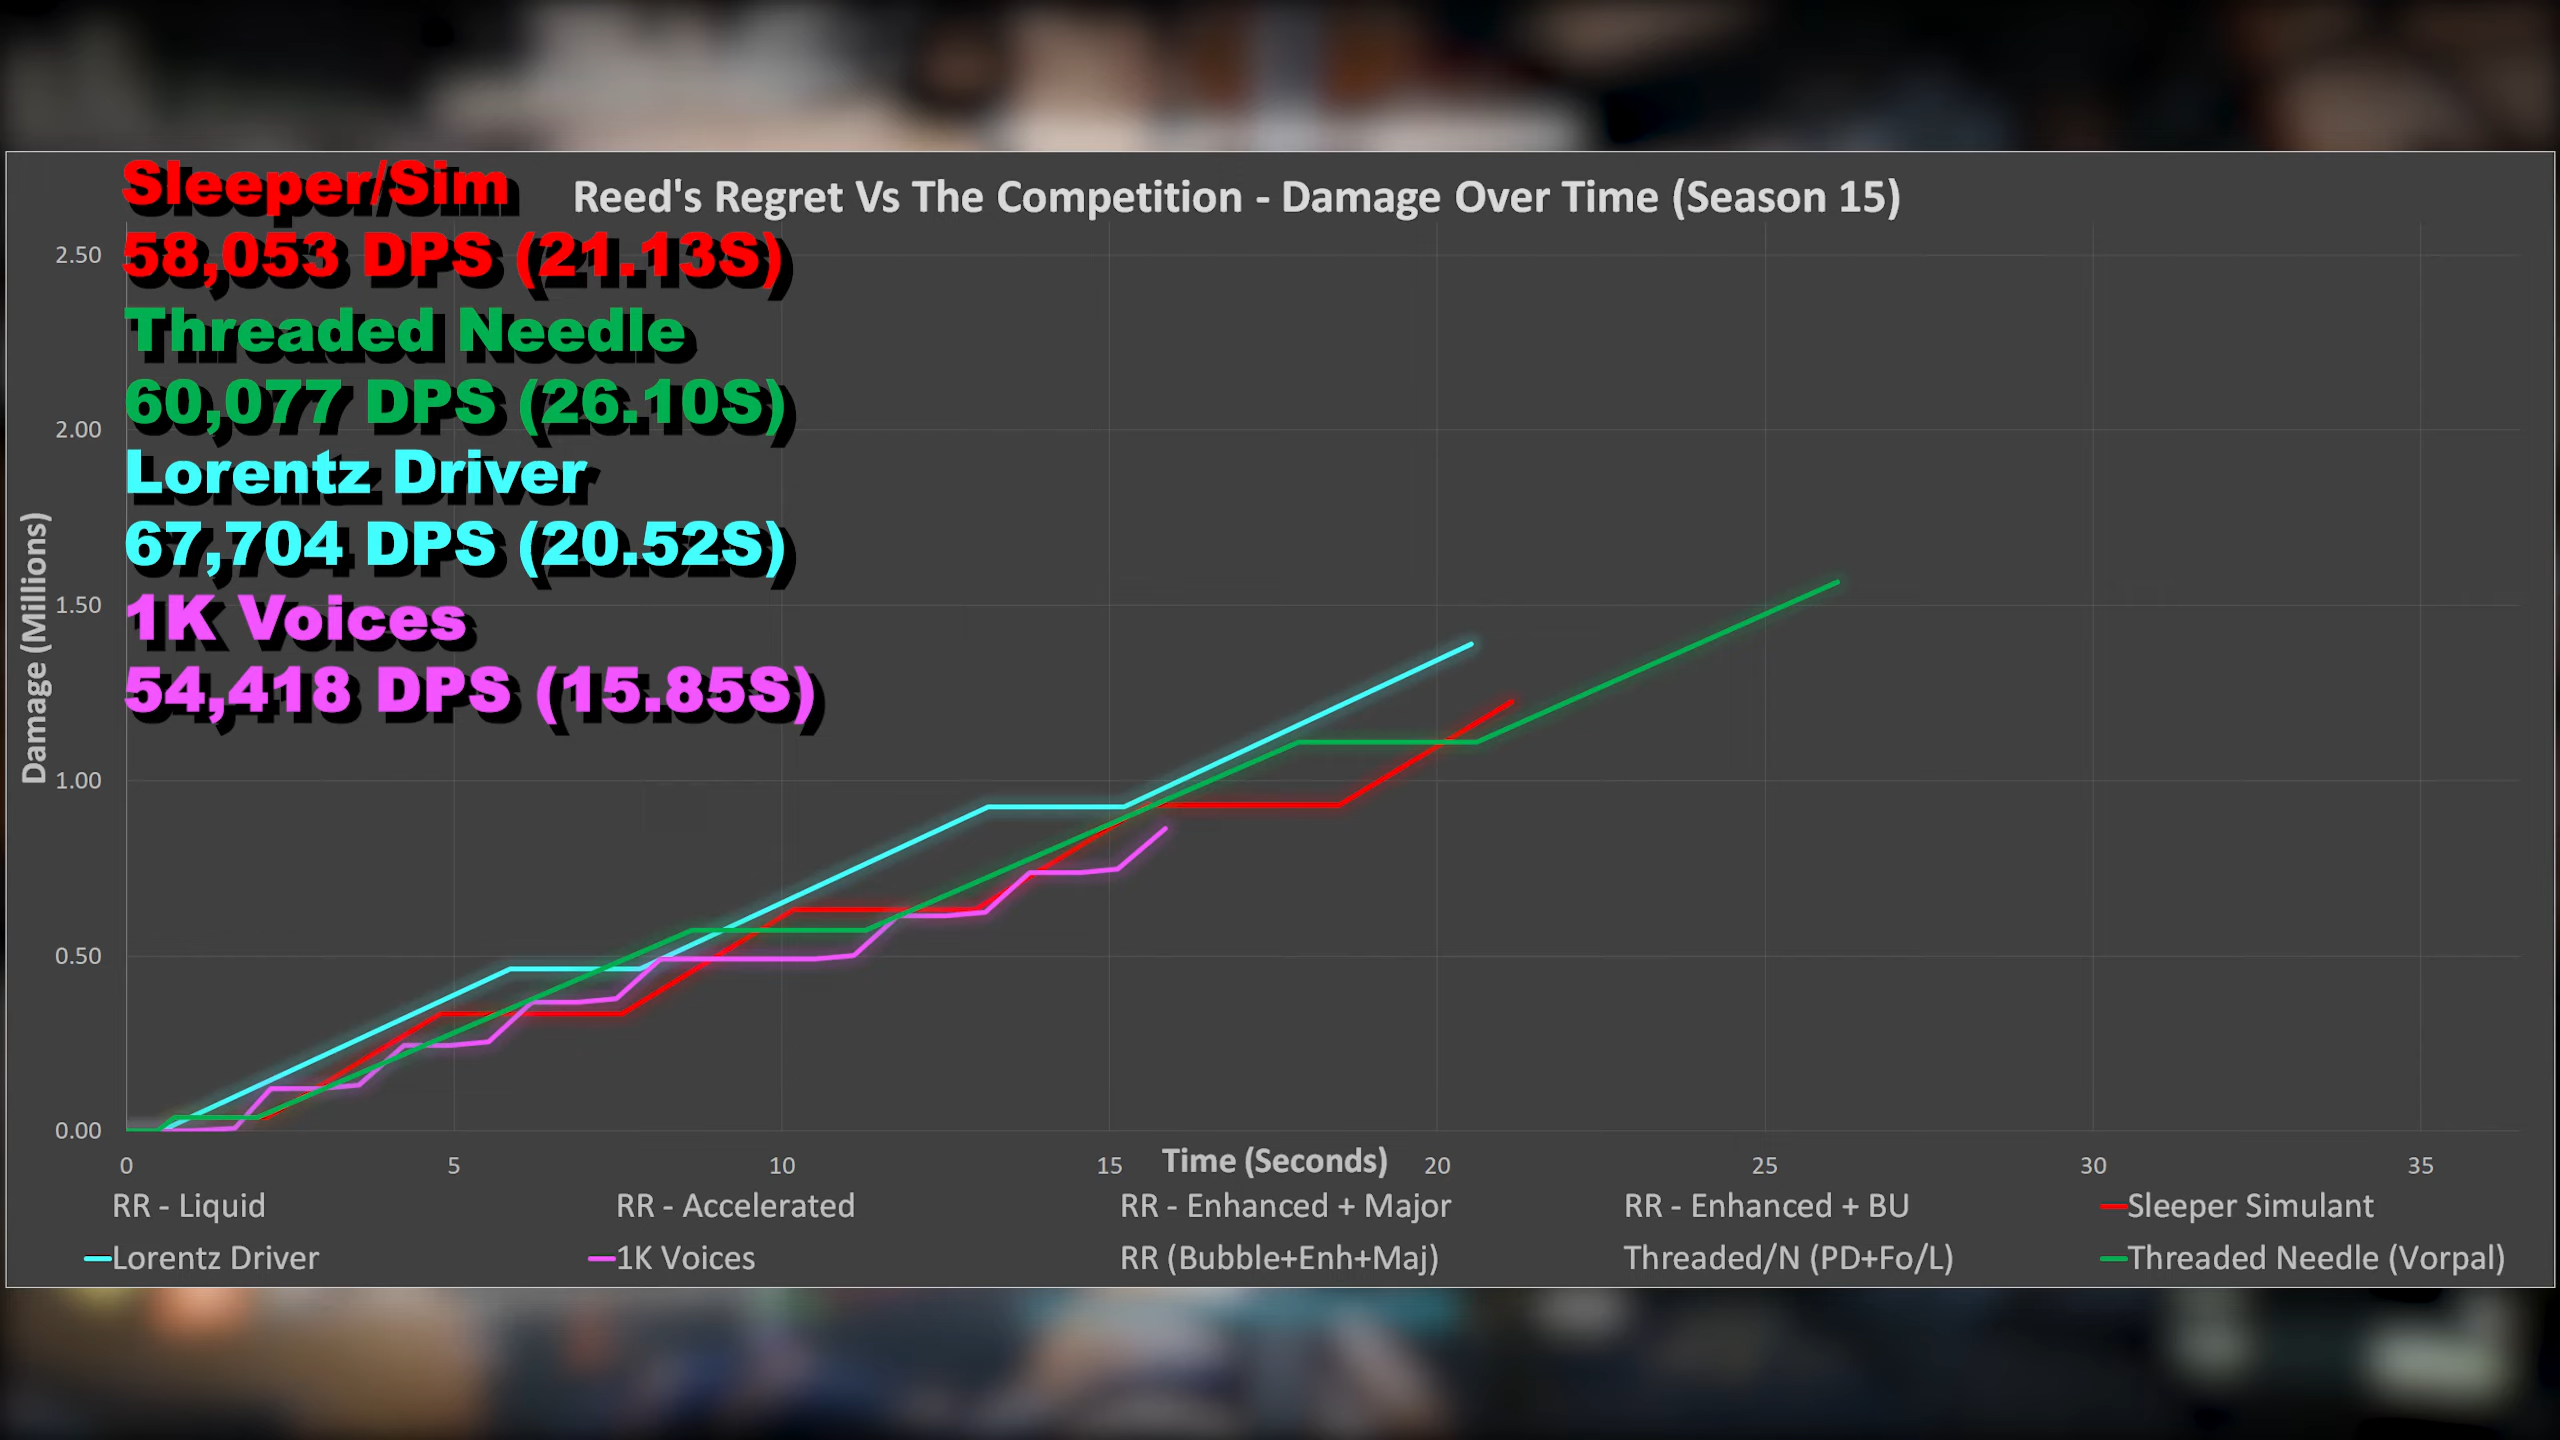 Sleeper/Sim
58,053 DPS (21.13S)
Threaded Needle
60,077 DPS (26.10S)
Lorentz Driver
67,704 DPS (20.52S)
1K Voices
54,418 DPS (15.85S)
Reed's Regret Vs The Competition - Damage Over Time (Season 15)
Damage (Millions)
2.50
2.00
1.50
1.00
0.50
0.00
0 5 10 15 20 25 30 35
Time (Seconds)
RR - Liquid RR - Accelerated RR - Enhanced + Major RR - Enhanced + BU Sleeper Simulant
Lorentz Driver 1K Voices RR (Bubble+Enh+Maj) Threaded/N (PD+Fo/L) Threaded Needle (Vorpal)